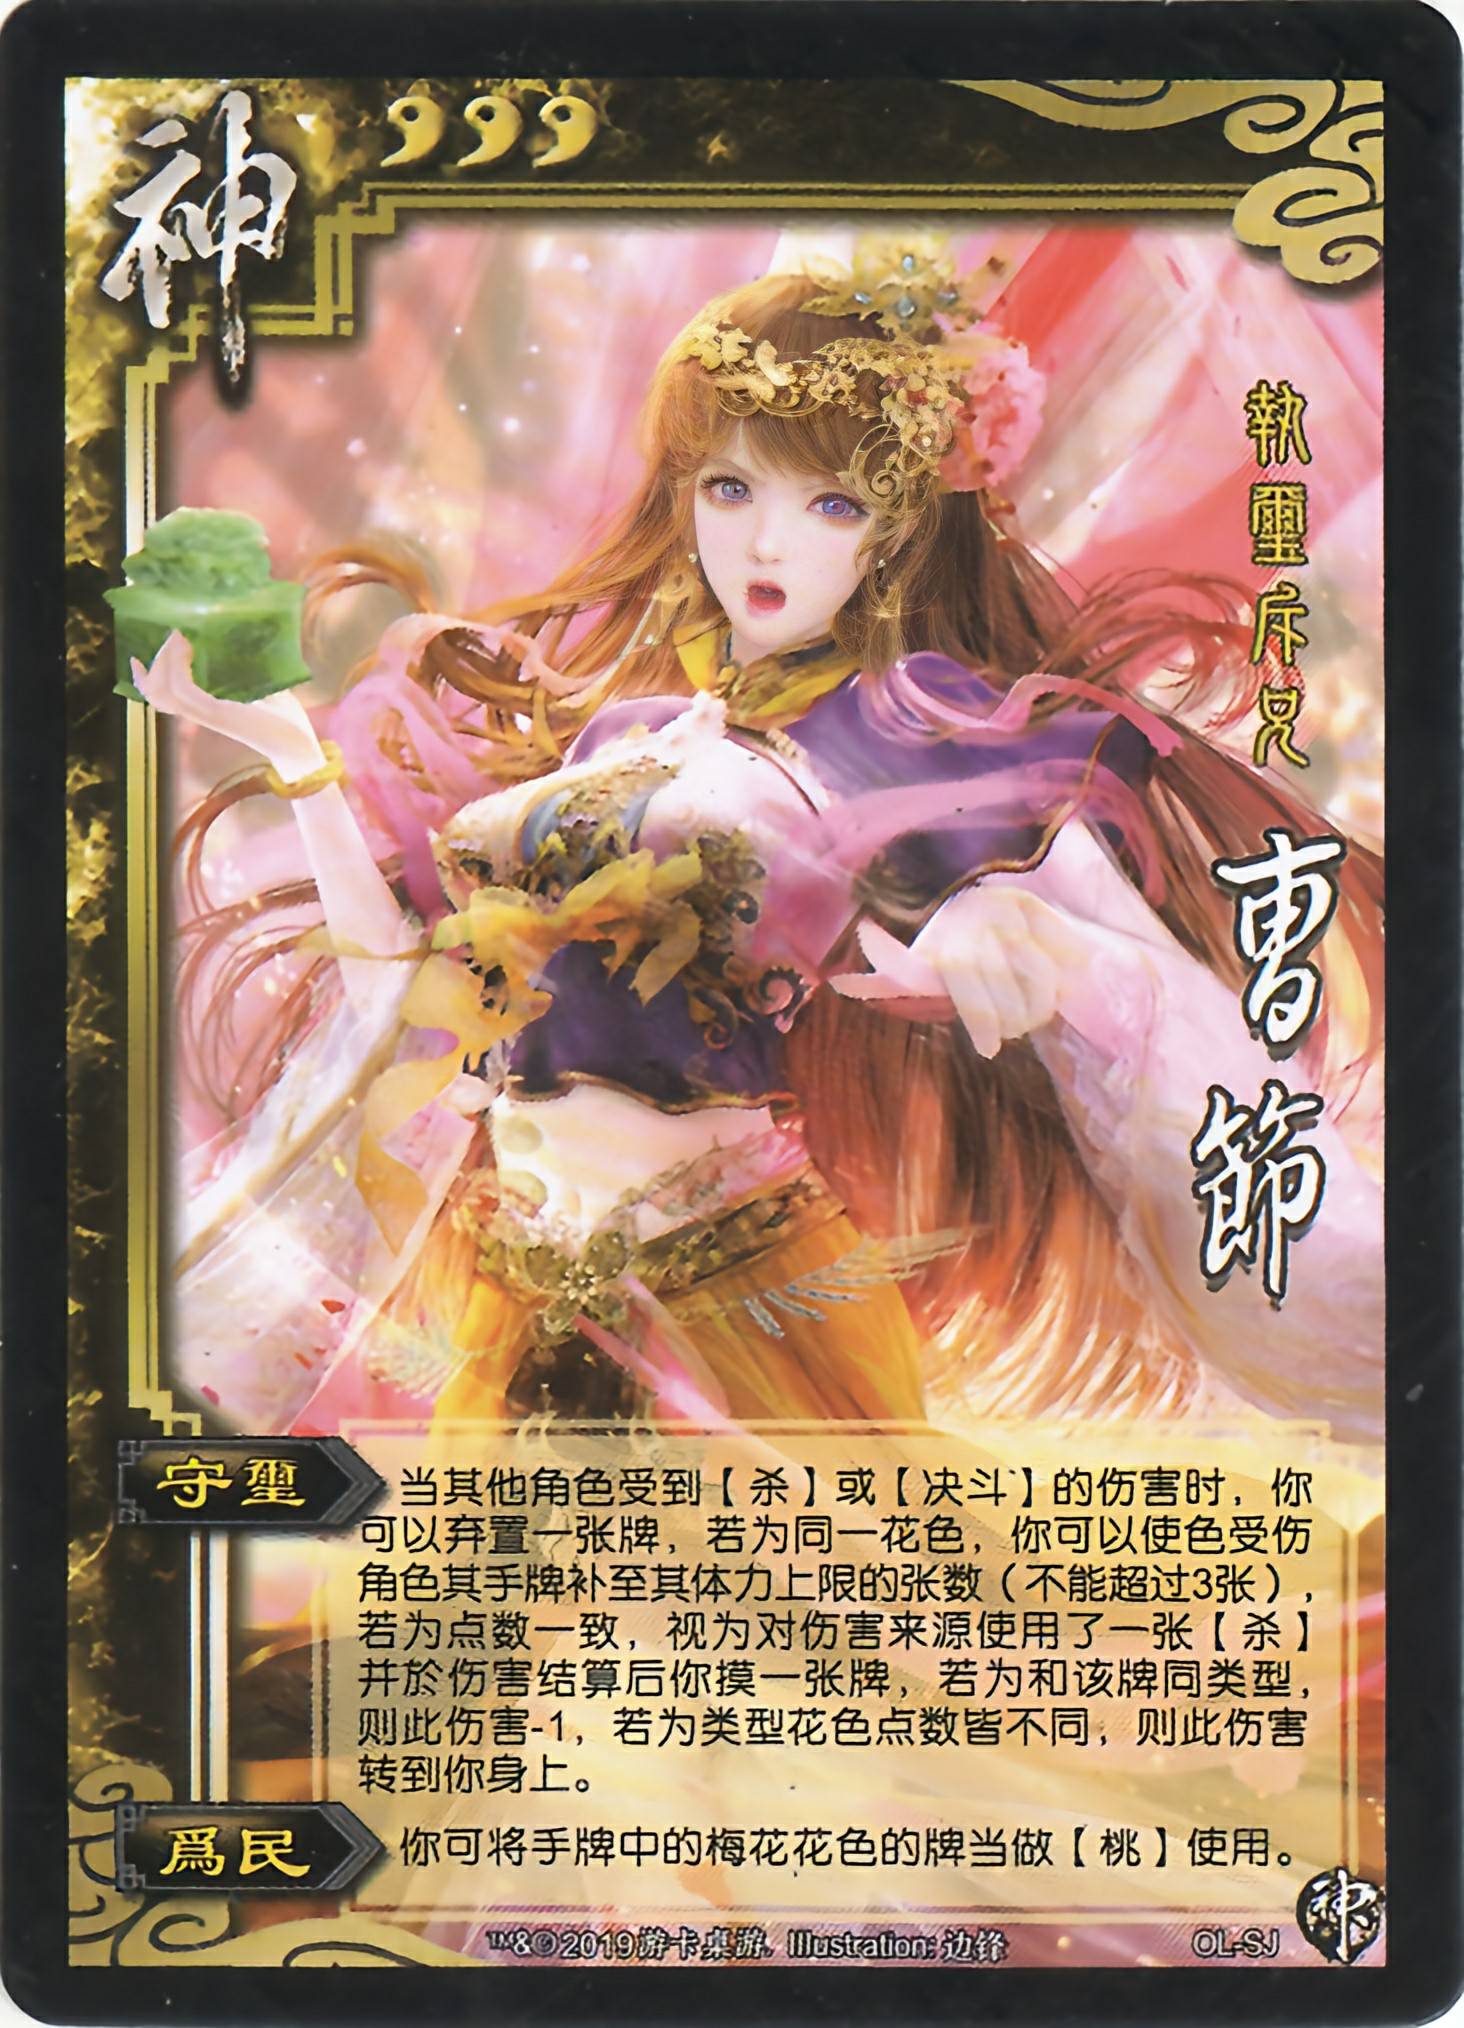 神
執璽斥兄
曹節
守璽
当其他角色受到【杀】或【决斗】的伤害时，你
可以弃置一张牌，若为同一花色，你可以使色受伤
角色其手牌补至其体力上限的张数（不能超过3张），
若为点数一致，视为对伤害来源使用了一张【杀】
并於伤害结算后你摸一张牌，若为和该牌同类型，
则此伤害-1，若为类型花色点数皆不同，则此伤害
转到你身上。
爲民
你可将手牌中的梅花花色的牌当做【桃】使用。
™&©2019游卡桌游. Illustration: 边锋
OL-SJ
神